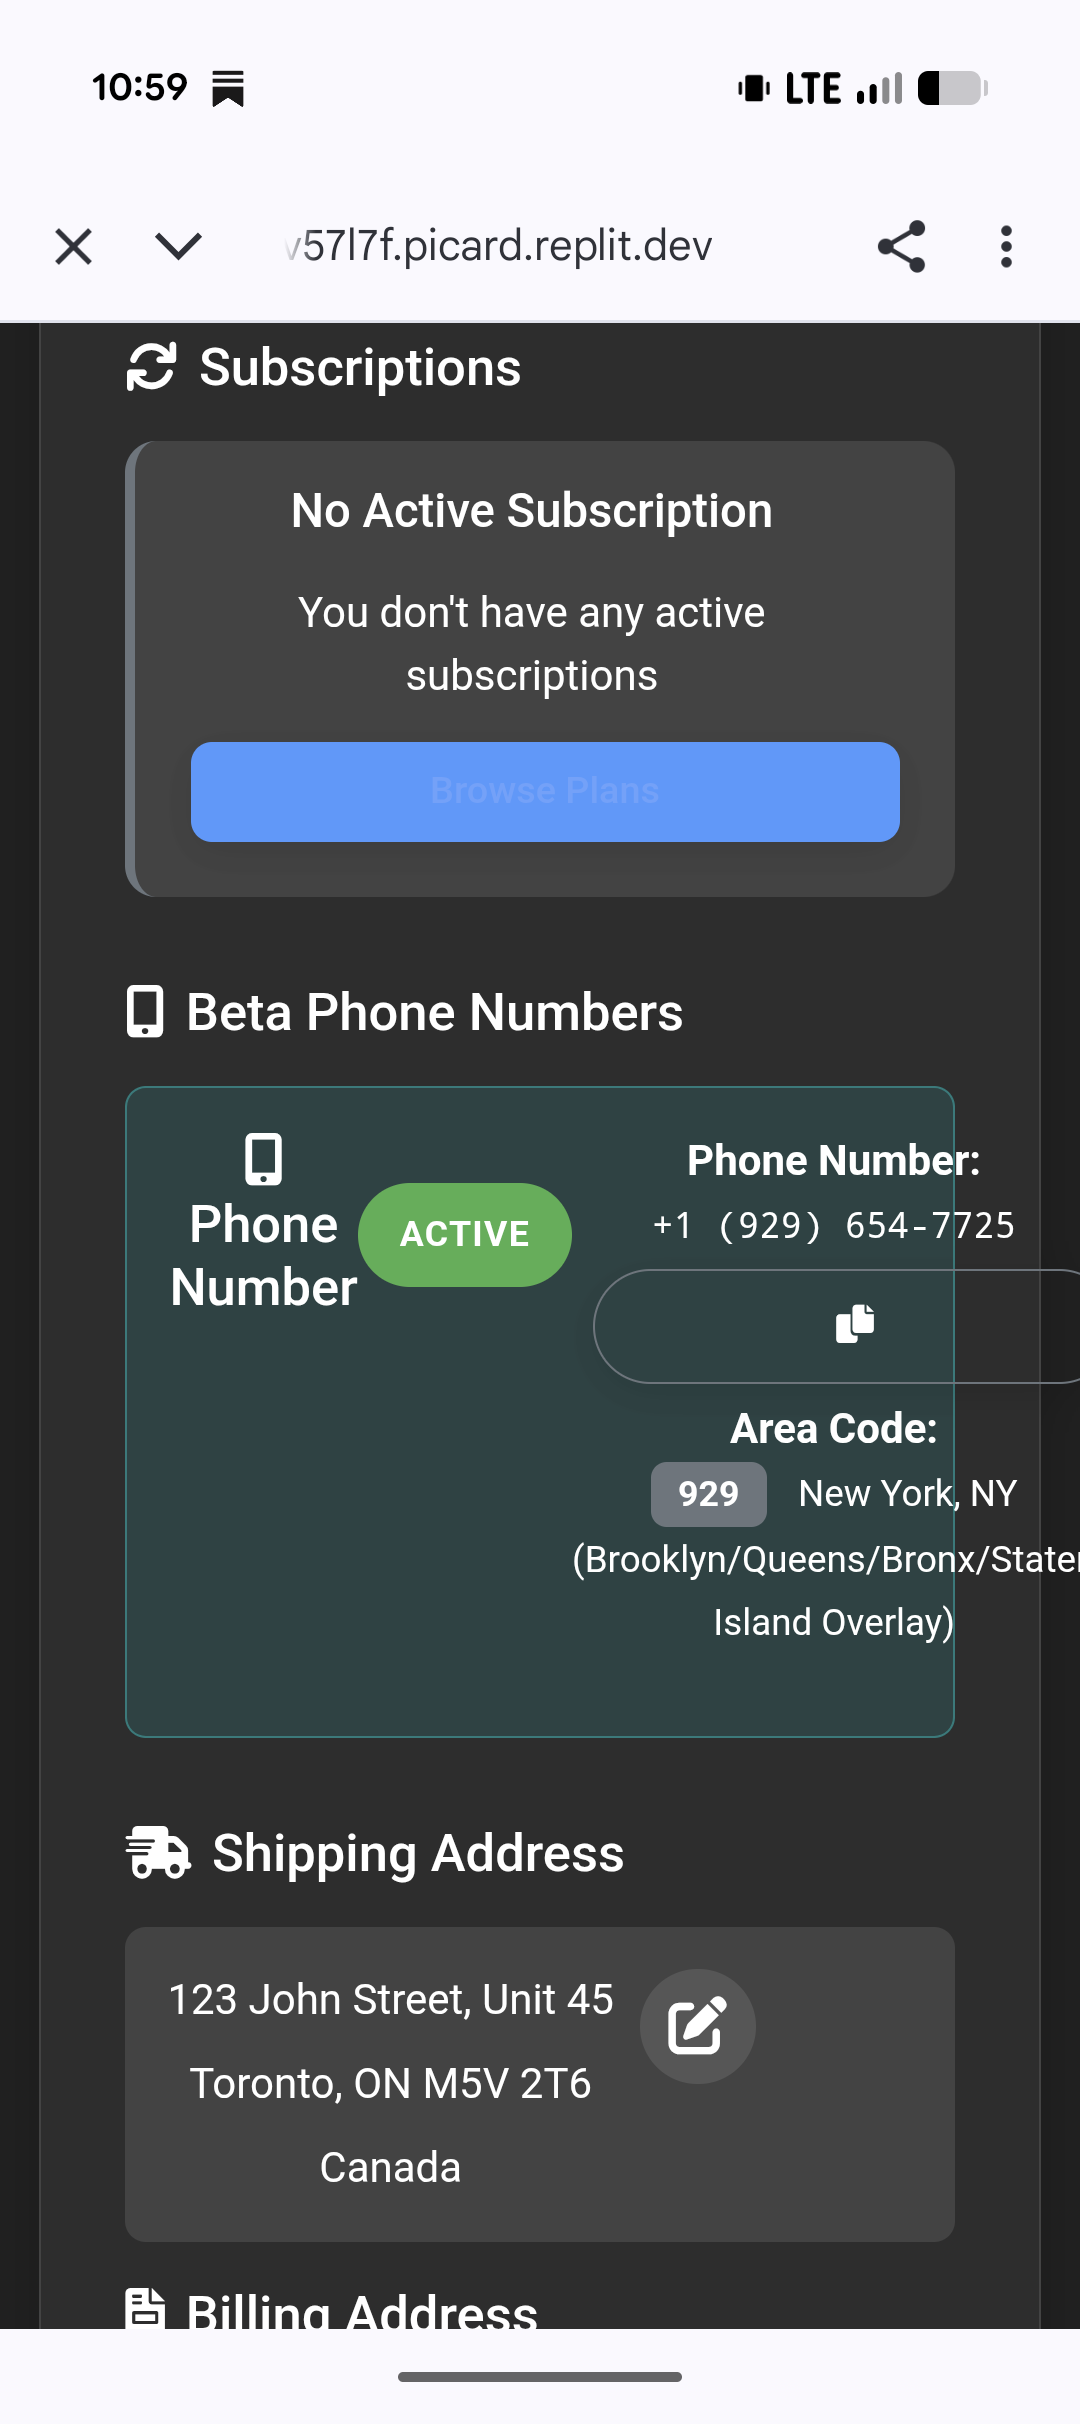 10:59
LTE
v57l7f.picard.replit.dev
Subscriptions
No Active Subscription
You don't have any active
subscriptions
Browse Plans
Beta Phone Numbers
Phone
Number
ACTIVE
Phone Number:
+1 (929) 654-7725
Area Code:
929 New York, NY
(Brooklyn/Queens/Bronx/Staten
Island Overlay)
Shipping Address
123 John Street, Unit 45
Toronto, ON M5V 2T6
Canada
Billing Address